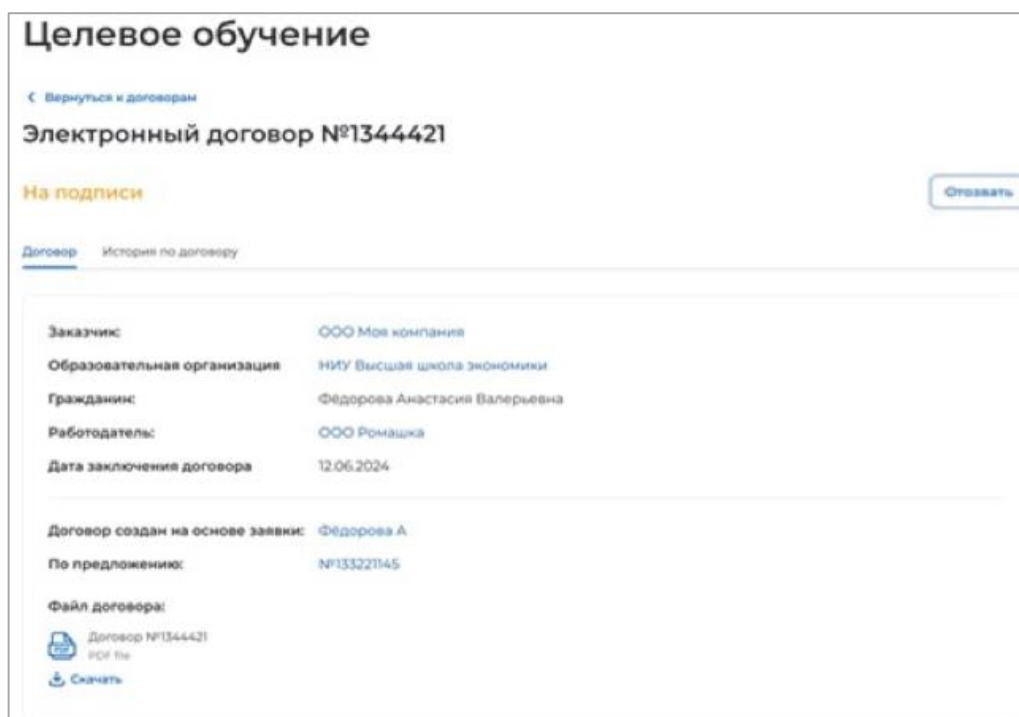 Целевое обучение
Вернуться к договорам
Электронный договор №1344421
На подписи
Отозвать
Договор История по договору
Заказчик: ООО Моя компания
Образовательная организация НИУ Высшая школа экономики
Гражданин: Фёдорова Анастасия Валерьевна
Работодатель: ООО Ромашка
Дата заключения договора 12.06.2024
Договор создан на основе заявки: Фёдорова А
По предложению: №133221145
Файл договора:
Договор №1344421
PDF file
Скачать